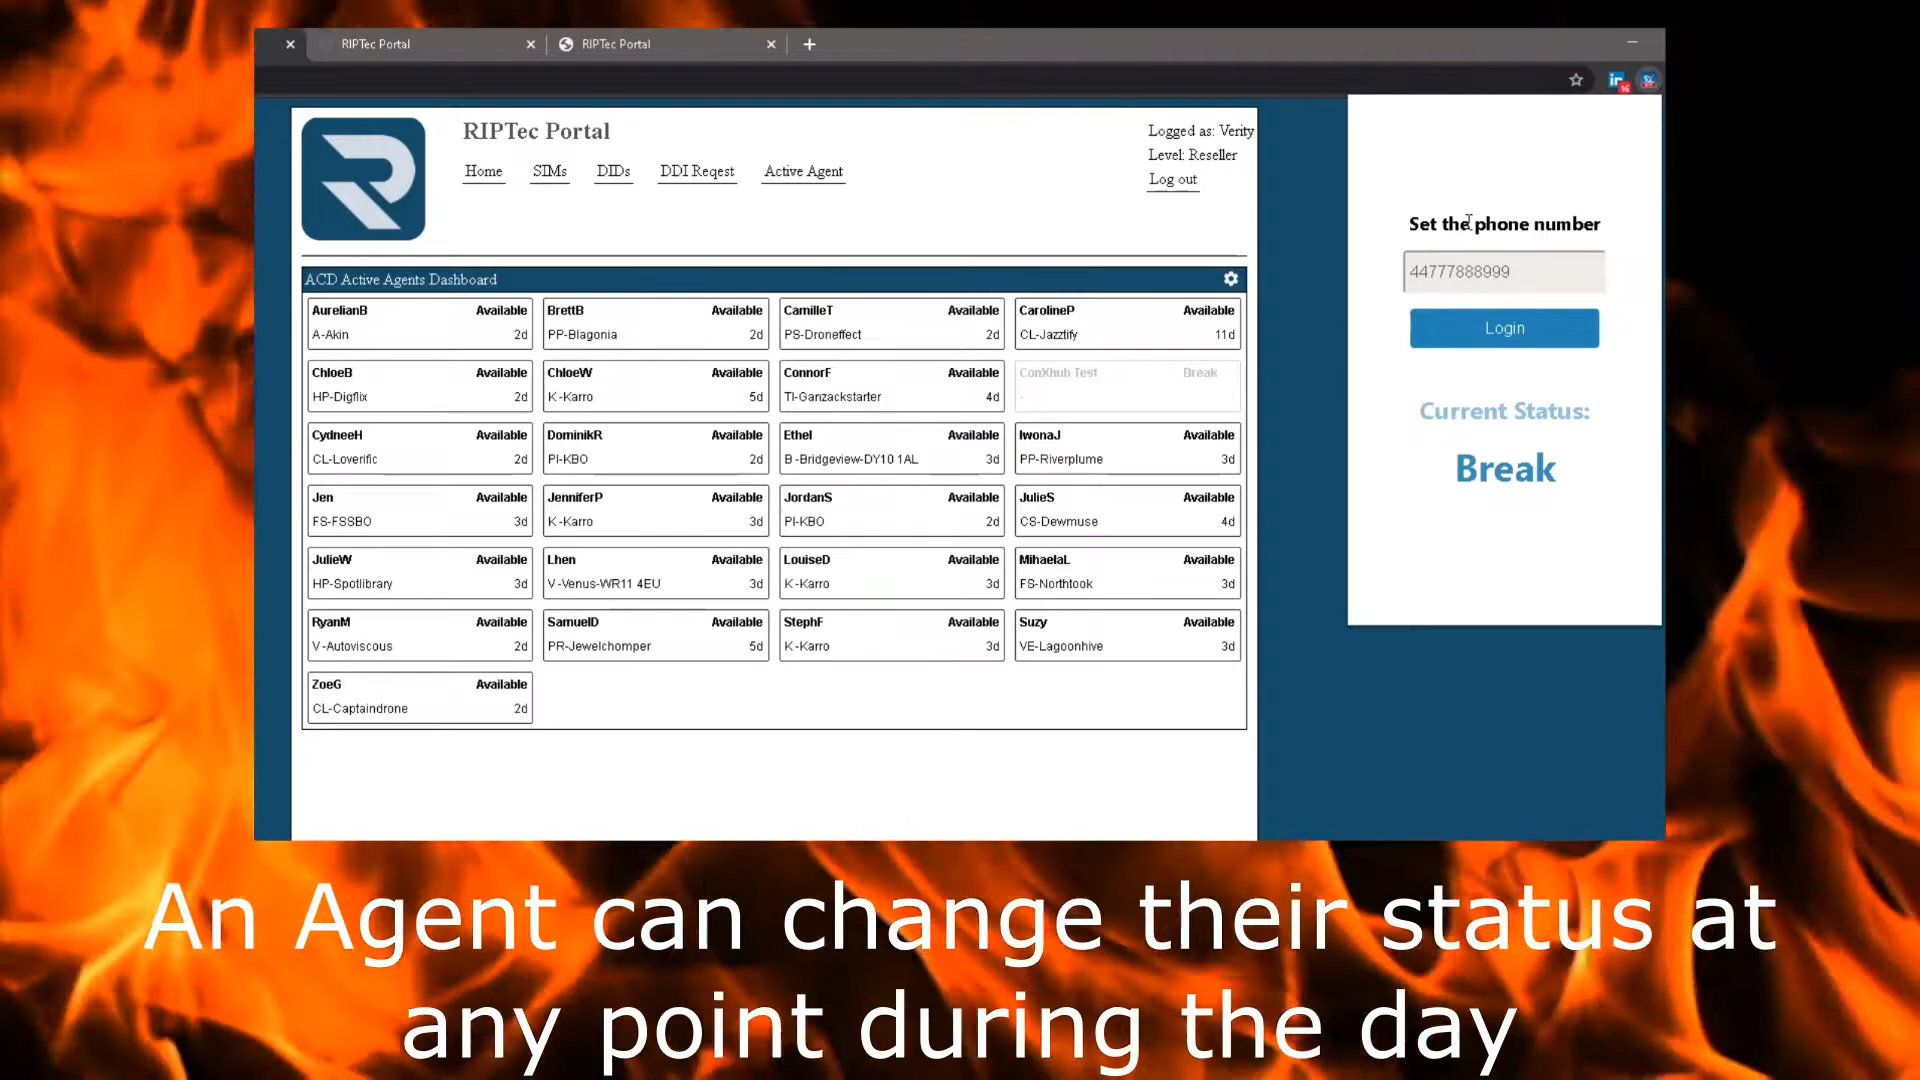 RIPTec Portal
RIPTec Portal
RIPTec Portal
Home SIMs DIDs DDI Reqest Active Agent
Logged as: Verity
Level: Reseller
Log out
ACD Active Agents Dashboard
AurelianB Available
A-Akin 2d
BrettB Available
PP-Blagonia 2d
CamilleT Available
PS-Droneffect 2d
CarolineP Available
CL-Jazztify 11d
ChloeB Available
HP-Digflix 2d
ChloeW Available
K-Karro 5d
ConnorF Available
TI-Ganzackstarter 4d
ConXhub Test Break
-
CydneeH Available
CL-Loverific 2d
DominikR Available
PI-KBO 2d
Ethel Available
B-Bridgeview-DY10 1AL 3d
IwonaJ Available
PP-Riverplume 3d
Jen Available
FS-FSSBO 3d
JenniferP Available
K-Karro 3d
JordanS Available
PI-KBO 2d
JulieS Available
CS-Dewmuse 4d
JulieW Available
HP-Spotlibrary 3d
Lhen Available
V-Venus-WR11 4EU 3d
LouiseD Available
K-Karro 3d
MihaelaL Available
FS-Northtook 3d
RyanM Available
V-Autoviscous 2d
SamuelD Available
PR-Jewelchomper 5d
StephF Available
K-Karro 3d
Suzy Available
VE-Lagoonhive 3d
ZoeG Available
CL-Captaindrone 2d
Set the phone number
44777888999
Login
Current Status:
Break
An Agent can change their status at
any point during the day